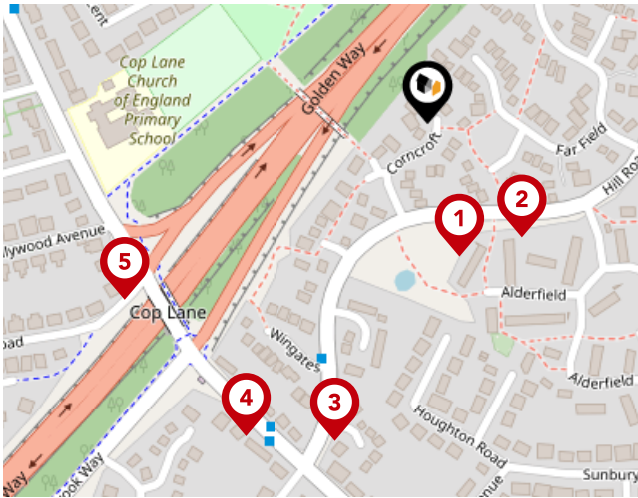 Cop Lane
Church
of England
Primary
School
Golden Way
Corncroft
Far Field
Hill Ro
1
2
lywood Avenue
5
Cop Lane
Alderfield
oad
Wingates
Alderfield
4
3
Houghton Road
ook Way
Way
nue
Sunbury